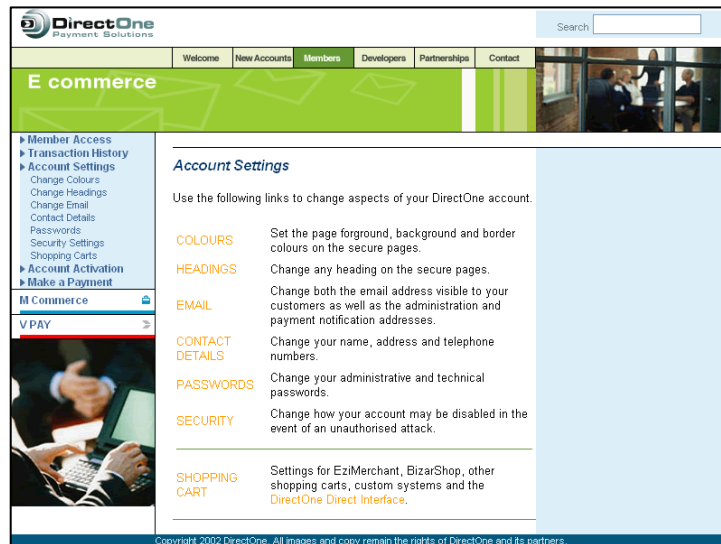 DirectOne
Payment Solutions
Search
Welcome
New Accounts
Members
Developers
Partnerships
Contact
E commerce
Member Access
Transaction History
Account Settings
Change Colours
Change Headings
Change Email
Contact Details
Passwords
Security Settings
Shopping Carts
Account Activation
Make a Payment
M Commerce
V PAY
Account Settings
Use the following links to change aspects of your DirectOne account.
COLOURS
Set the page forground, background and border
colours on the secure pages.
HEADINGS
Change any heading on the secure pages.
EMAIL
Change both the email address visible to your
customers as well as the administration and
payment notification addresses.
CONTACT
DETAILS
Change your name, address and telephone
numbers.
PASSWORDS
Change your administrative and technical
passwords.
SECURITY
Change how your account may be disabled in the
event of an unauthorised attack.
SHOPPING
CART
Settings for EziMerchant, BizarShop, other
shopping carts, custom systems and the
DirectOne Direct Interface.
Copyright 2002 DirectOne. All images and copy remain the rights of DirectOne and its partners.